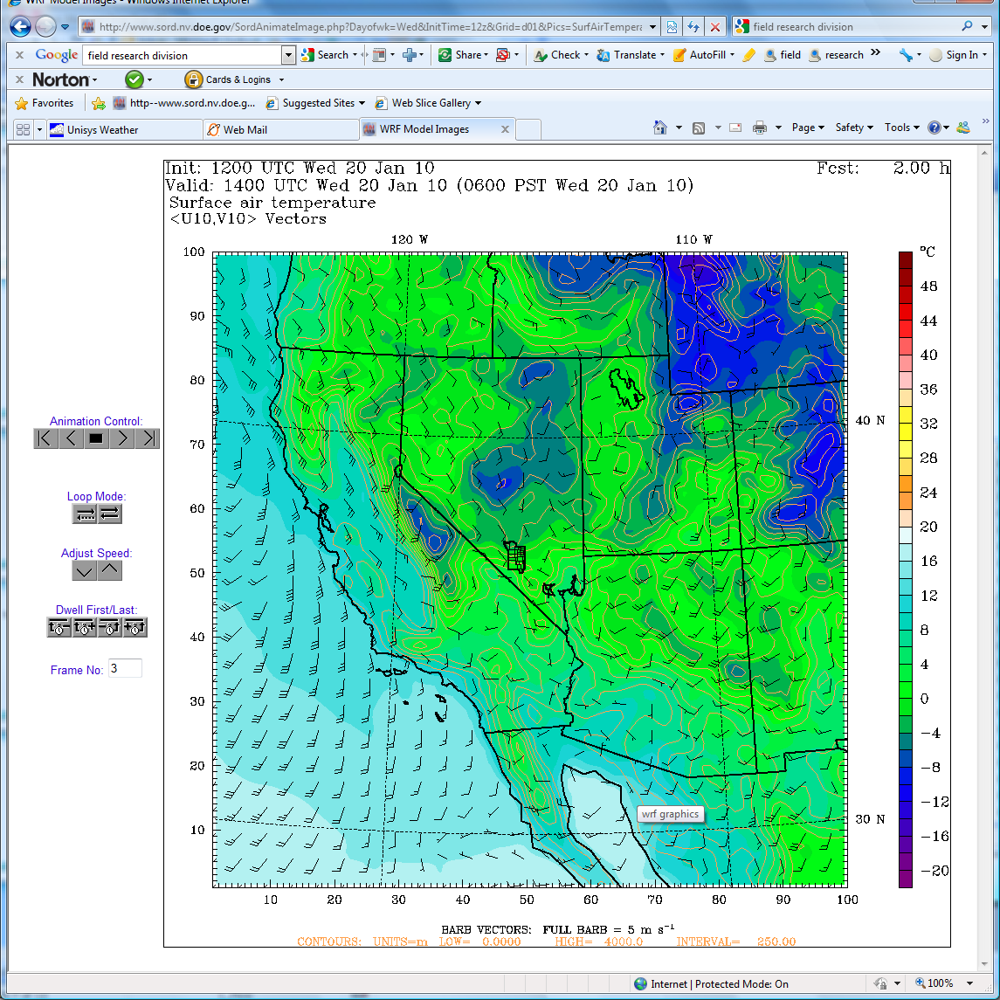 WRF Model Images - Windows Internet Explorer
http://www.sord.nv.doe.gov/SordAnimateImage.php?Dayofwk=Wed&InitTime=12z&Grid=d01&Pics=SurfAirTempera
field research division
x Google field research division Search Share Check Translate AutoFill field research Sign In
x Norton Cards & Logins
Favorites http--www.sord.nv.doe.g... Suggested Sites Web Slice Gallery
Unisys Weather Web Mail WRF Model Images x Page Safety Tools
Init: 1200 UTC Wed 20 Jan 10 Fcst: 2.00 h
Valid: 1400 UTC Wed 20 Jan 10 (0600 PST Wed 20 Jan 10)
Surface air temperature
<U10,V10> Vectors
120 W 110 W
100
90
80
70
60
50
40
30
20
10
40 N
30 N
°C
48
44
40
36
32
28
24
20
16
12
8
4
0
-4
-8
-12
-16
-20
Animation Control:
Loop Mode:
Adjust Speed:
Dwell First/Last:
Frame No: 3
wrf graphics
10 20 30 40 50 60 70 80 90 100
BARB VECTORS: FULL BARB = 5 m s⁻¹
CONTOURS: UNITS=m LOW= 0.0000 HIGH= 4000.0 INTERVAL= 250.00
Internet | Protected Mode: On 100%